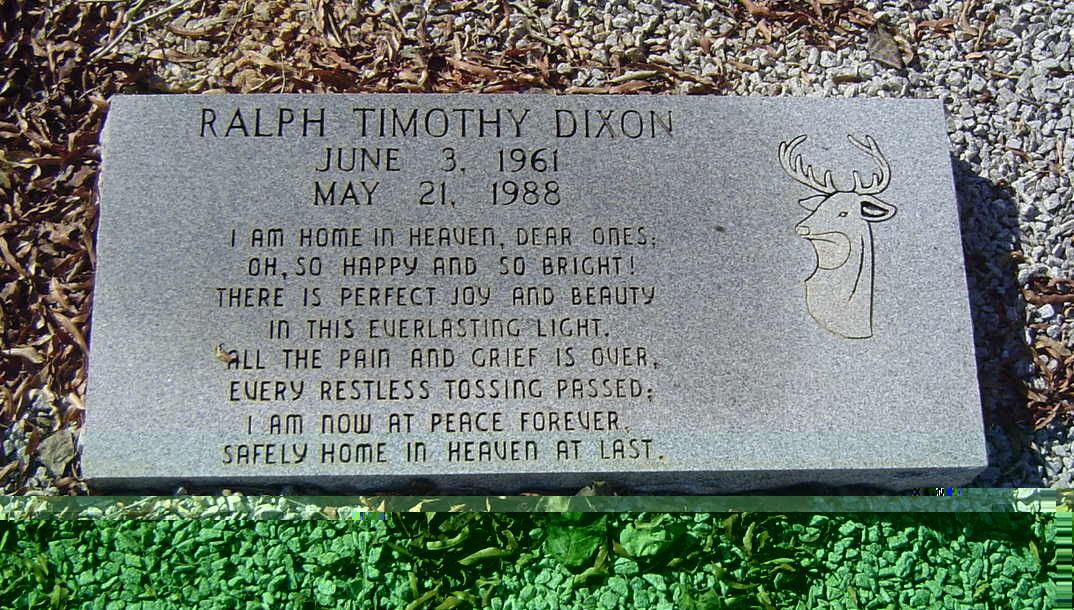 RALPH TIMOTHY DIXON
JUNE 3, 1961
MAY 21, 1988
I AM HOME IN HEAVEN, DEAR ONES;
OH, SO HAPPY AND SO BRIGHT!
THERE IS PERFECT JOY AND BEAUTY
IN THIS EVERLASTING LIGHT.
ALL THE PAIN AND GRIEF IS OVER,
EVERY RESTLESS TOSSING PASSED;
I AM NOW AT PEACE FOREVER,
SAFELY HOME IN HEAVEN AT LAST.